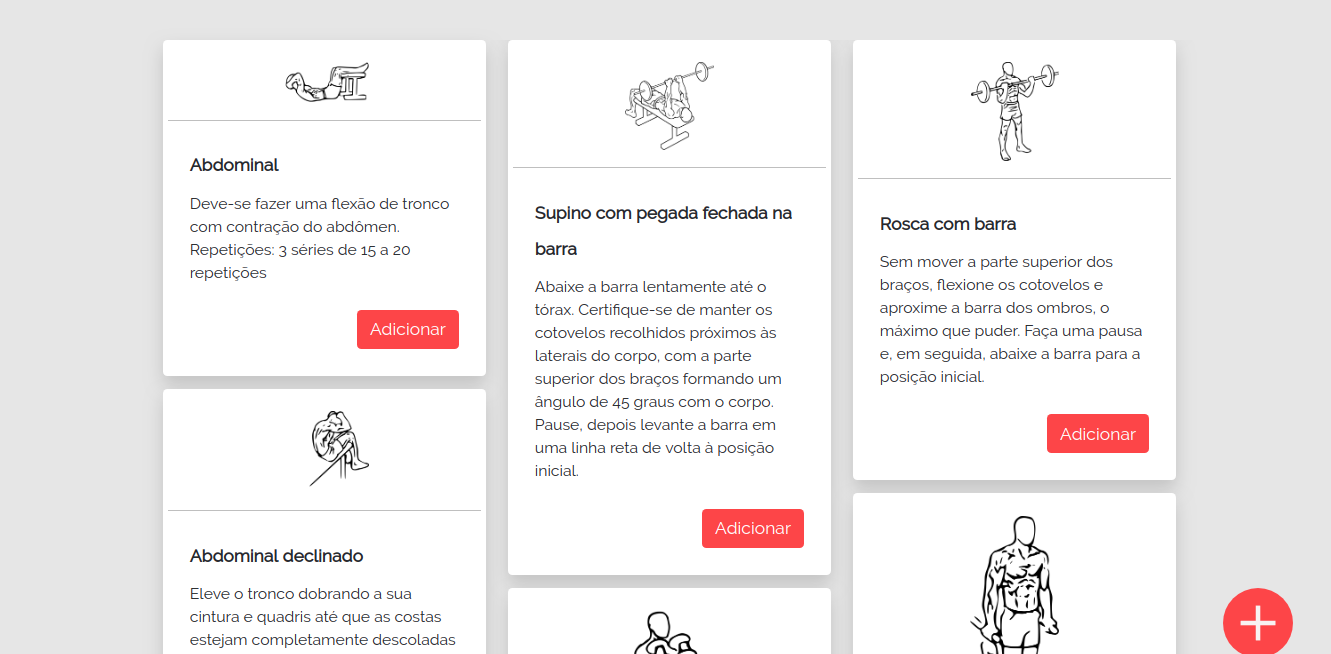 Abdominal
Deve-se fazer uma flexão de tronco
com contração do abdômen.
Repetições: 3 séries de 15 a 20
repetições
Adicionar
Abdominal declinado
Eleve o tronco dobrando a sua
cintura e quadris até que as costas
estejam completamente descoladas
Supino com pegada fechada na
barra
Abaixe a barra lentamente até o
tórax. Certifique-se de manter os
cotovelos recolhidos próximos às
laterais do corpo, com a parte
superior dos braços formando um
ângulo de 45 graus com o corpo.
Pause, depois levante a barra em
uma linha reta de volta à posição
inicial.
Adicionar
Rosca com barra
Sem mover a parte superior dos
braços, flexione os cotovelos e
aproxime a barra dos ombros, o
máximo que puder. Faça uma pausa
e, em seguida, abaixe a barra para a
posição inicial.
Adicionar